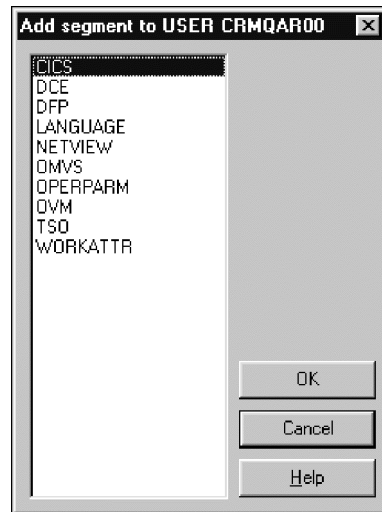 Add segment to USER CRMQAR00
CICS
DCE
DFP
LANGUAGE
NETVIEW
OMVS
OPERPARM
OVM
TSO
WORKATTR
OK
Cancel
Help